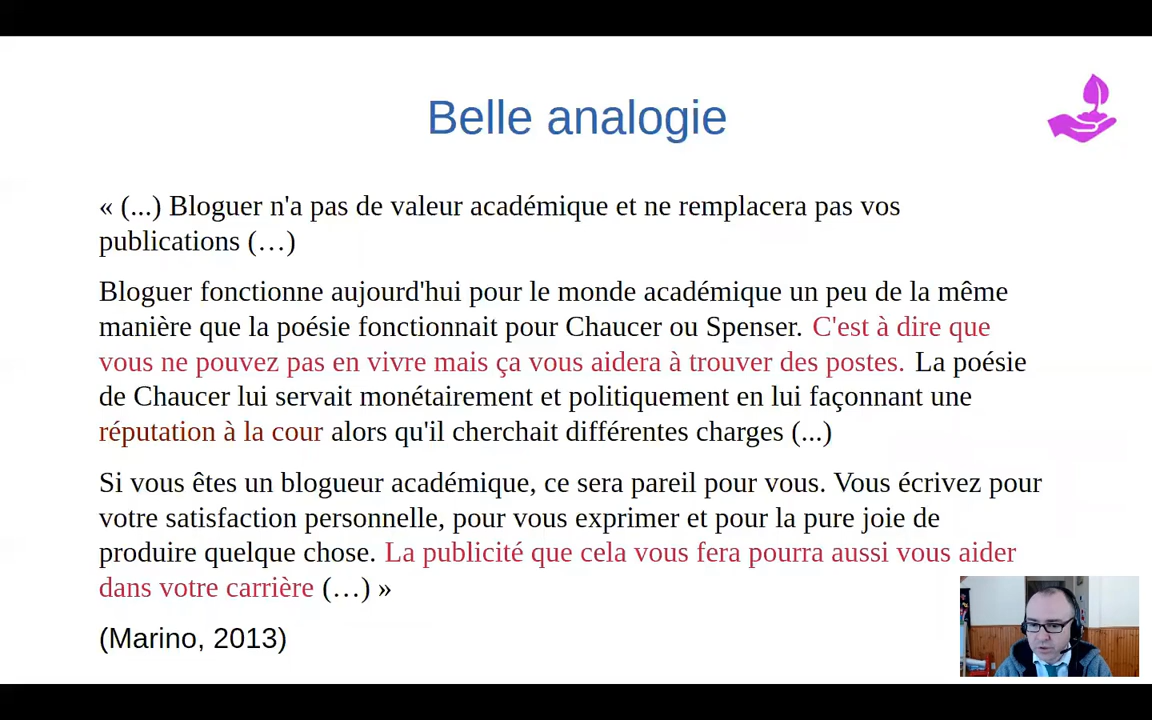 Belle analogie
« (...) Bloguer n'a pas de valeur académique et ne remplacera pas vos
publications (…)
Bloguer fonctionne aujourd'hui pour le monde académique un peu de la même
manière que la poésie fonctionnait pour Chaucer ou Spenser. C'est à dire que
vous ne pouvez pas en vivre mais ça vous aidera à trouver des postes. La poésie
de Chaucer lui servait monétairement et politiquement en lui façonnant une
réputation à la cour alors qu'il cherchait différentes charges (...)
Si vous êtes un blogueur académique, ce sera pareil pour vous. Vous écrivez pour
votre satisfaction personnelle, pour vous exprimer et pour la pure joie de
produire quelque chose. La publicité que cela vous fera pourra aussi vous aider
dans votre carrière (…) »
(Marino, 2013)